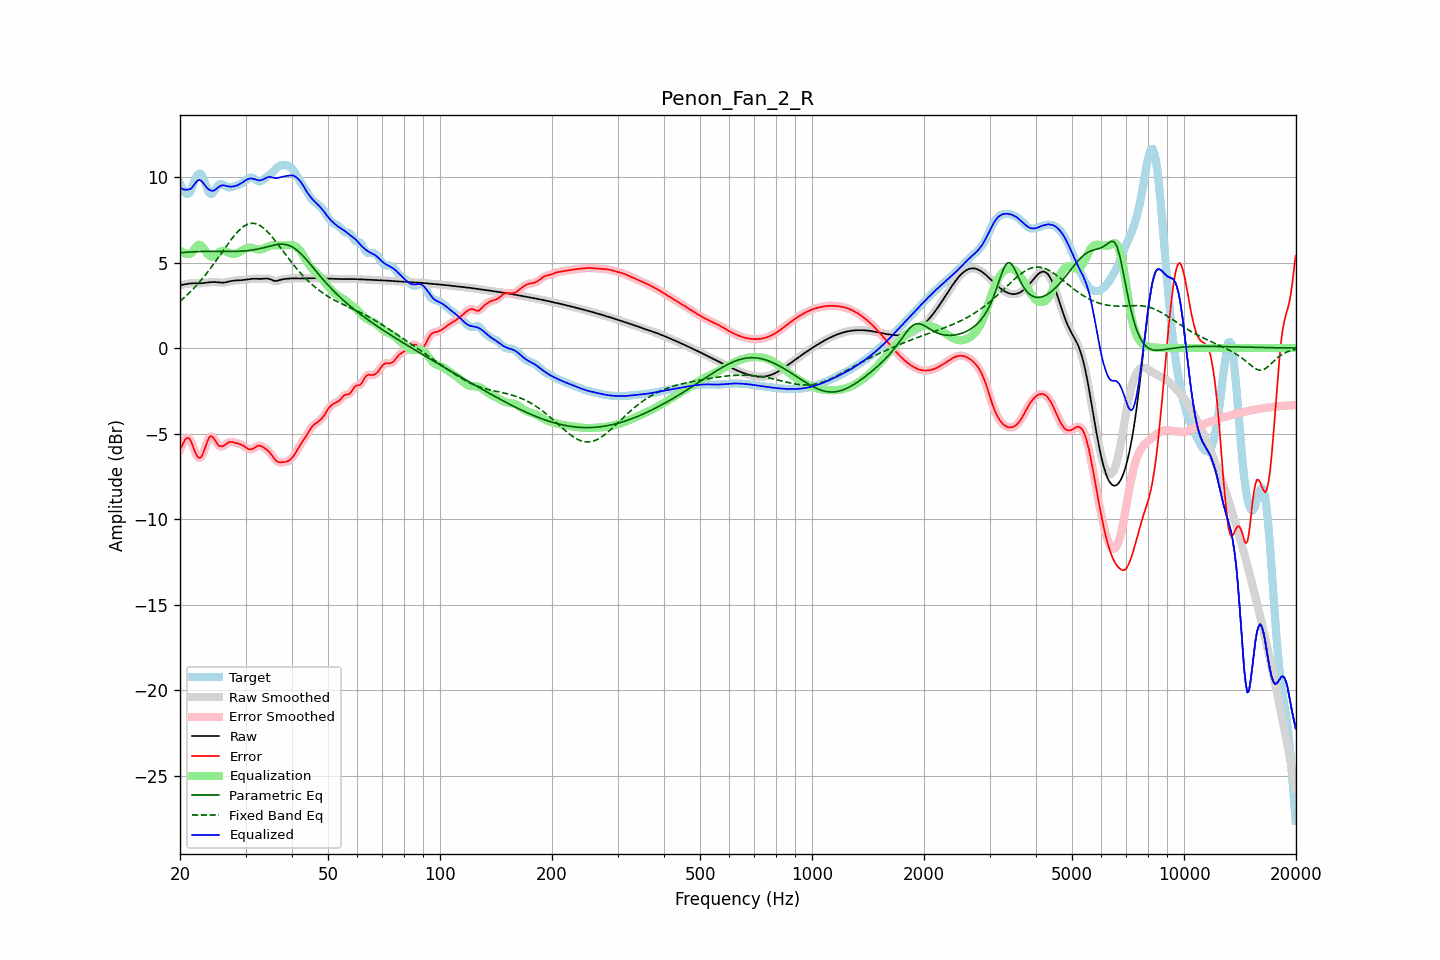 Penon_Fan_2_R
Amplitude (dBr)
10
5
0
−5
−10
−15
−20
−25
Target
Raw Smoothed
Error Smoothed
Raw
Error
Equalization
Parametric Eq
Fixed Band Eq
Equalized
20
50
100
200
500
1000
2000
5000
10000
20000
Frequency (Hz)